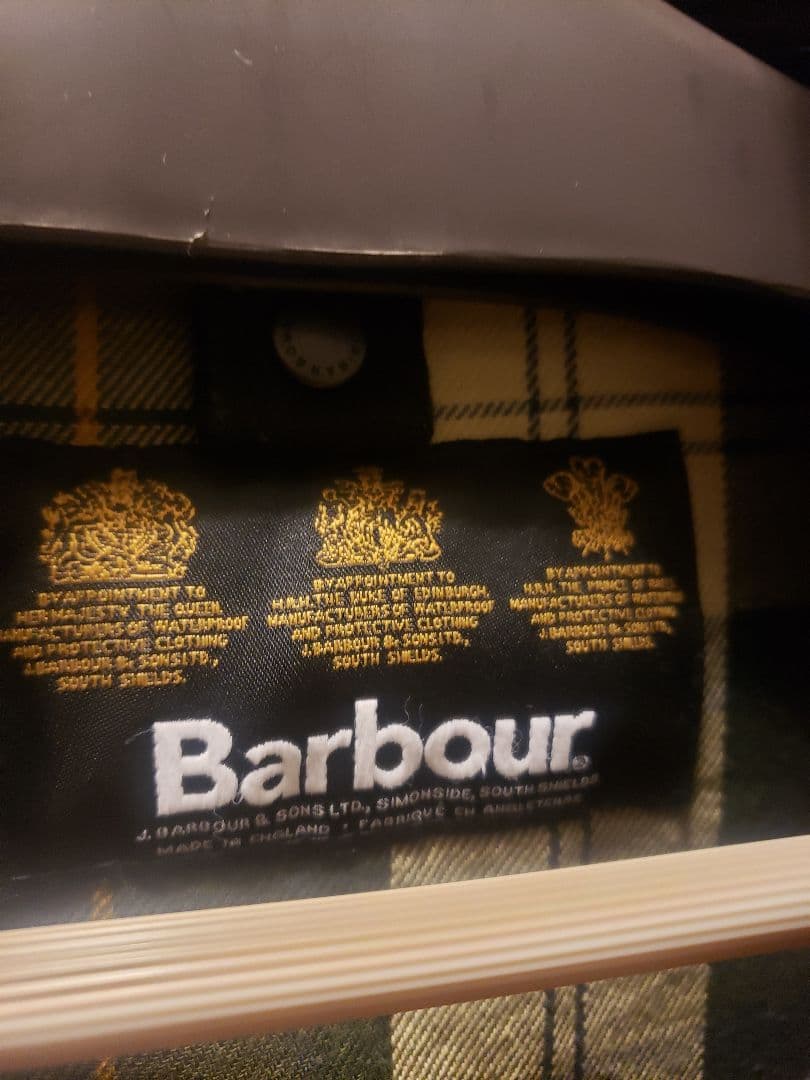 BARBOUR
BY APPOINTMENT TO
HER MAJESTY THE QUEEN
MANUFACTURERS OF WATERPROOF
AND PROTECTIVE CLOTHING
J.BARBOUR & SONS LTD.,
SOUTH SHIELDS.
BY APPOINTMENT TO
H.R.H. THE DUKE OF EDINBURGH,
MANUFACTURERS OF WATERPROOF
AND PROTECTIVE CLOTHING
J.BARBOUR & SONS LTD.,
SOUTH SHIELDS.
BY APPOINTMENT TO
H.R.H. THE PRINCE OF WALES
MANUFACTURERS OF WATERPROOF
AND PROTECTIVE CLOTHING
J.BARBOUR & SONS LTD.,
SOUTH SHIELDS
Barbour®
J. BARBOUR & SONS LTD., SIMONSIDE, SOUTH SHIELDS
MADE IN ENGLAND · FABRIQUÉ EN ANGLETERRE